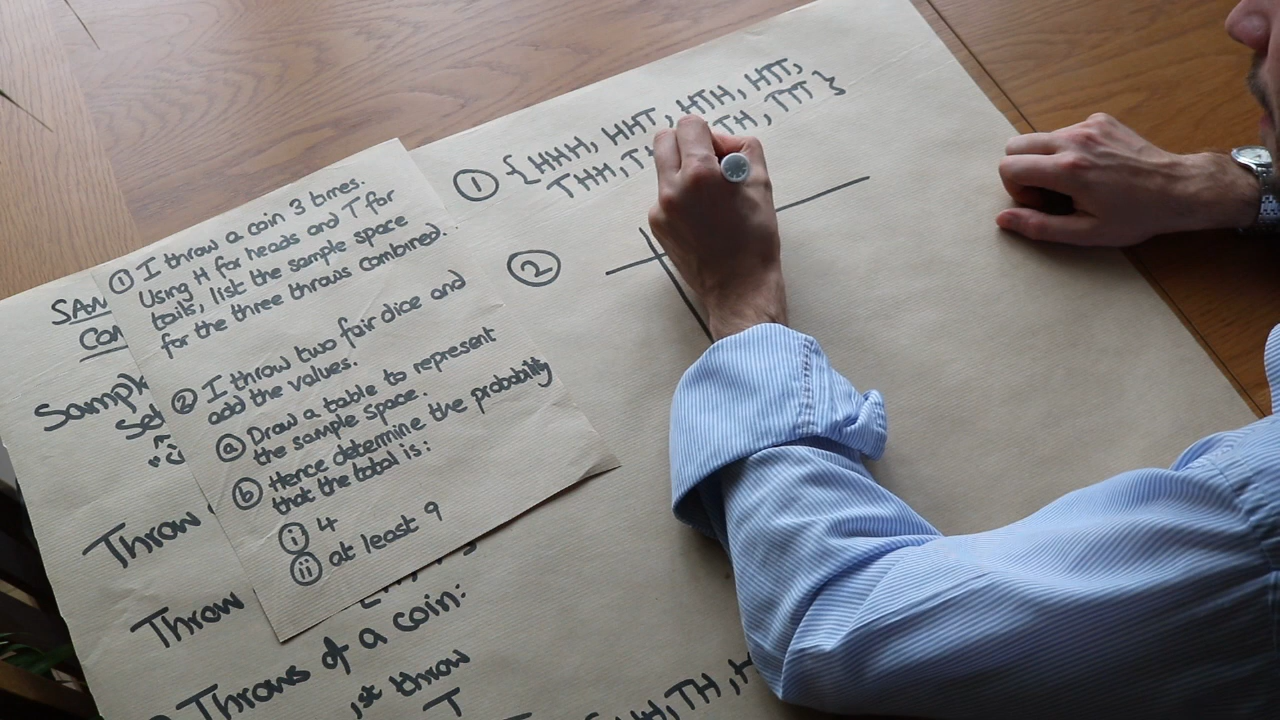 ① I throw a coin 3 times.
Using H for heads and T for
tails, list the sample space
for the three throws combined.
② I throw two fair dice and
add the values.
ⓐ Draw a table to represent
the sample space.
ⓑ Hence determine the probability
that the total is:
ⓘ 4
ⓘⓘ at least 9
① {HHH, HHT, HTH, HTT,
THH, TH, TTT}
②
Throw
Throw
Throws of a coin:
1st throw
T
TH, H